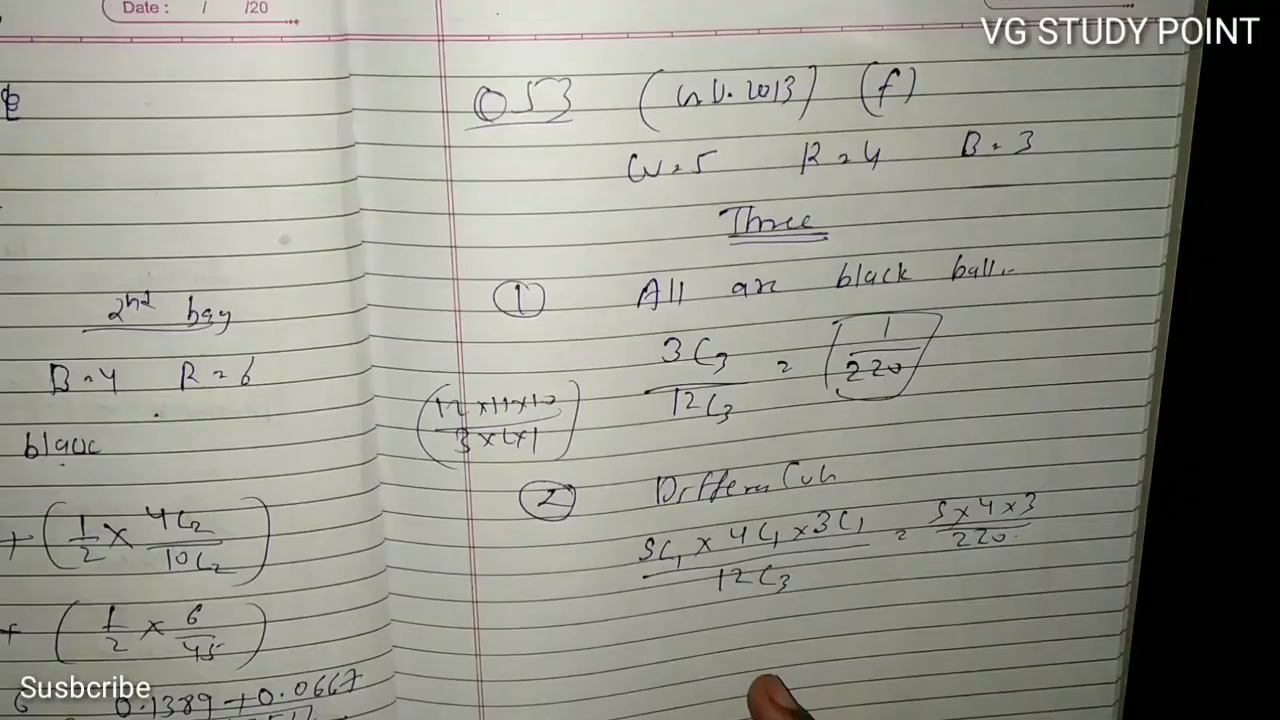 Date: / /20
VG STUDY POINT
053 (2013) (f)
W=5 R=4 B=3
Three
1 All are black ball
3C3 / 12C3 = 1/220
(12×11×10 / 3×2×1)
2 Different
5C1 × 4C1 × 3C1 / 12C3 = 5×4×3 / 220
2nd bag
B=4 R=6
black
+ (1/2 × 4C2 / 10C2)
+ (1/2 × 6/45)
0.1389 + 0.0667
Susbcribe